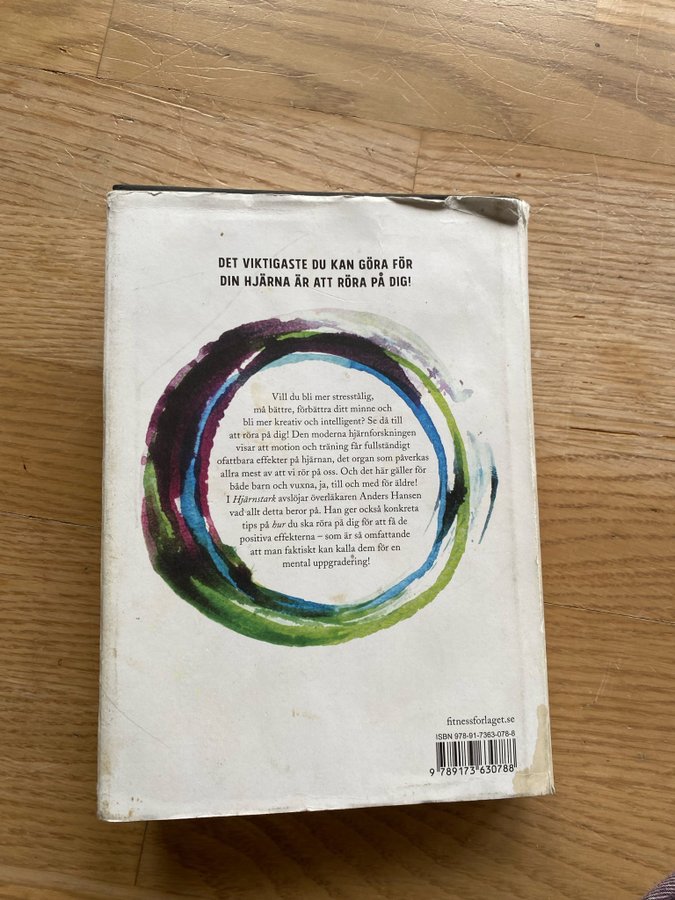 DET VIKTIGASTE DU KAN GÖRA FÖR
DIN HJÄRNA ÄR ATT RÖRA PÅ DIG!
Vill du bli mer stresstålig,
må bättre, förbättra ditt minne och
bli mer kreativ och intelligent? Se då till
att röra på dig! Den moderna hjärnforskningen
visar att motion och träning får fullständigt
ofattbara effekter på hjärnan, det organ som påverkas
allra mest av att vi rör på oss. Och det här gäller för
både barn och vuxna, ja, till och med för äldre!
I Hjärnstark avslöjar överläkaren Anders Hansen
vad allt detta beror på. Han ger också konkreta
tips på hur du ska röra på dig för att få de
positiva effekterna – som är så omfattande
att man faktiskt kan kalla dem för en
mental uppgradering!
fitnessforlaget.se
ISBN 978-91-7363-078-8
9 789173 630788